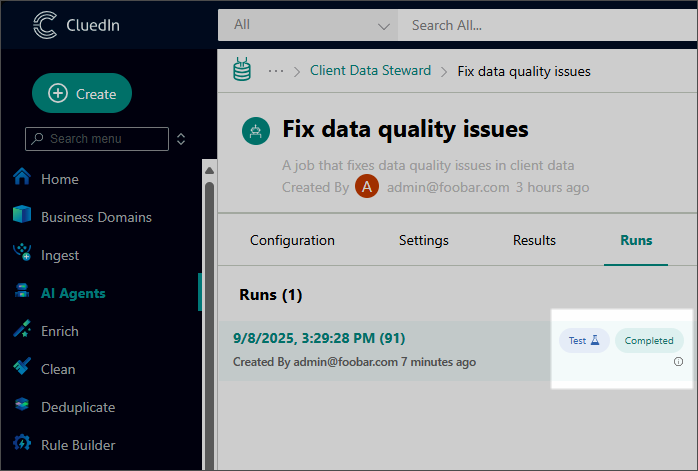 CluedIn
All
Search All...
Create
Search menu
Home
Business Domains
Ingest
AI Agents
Enrich
Clean
Deduplicate
Rule Builder
··· > Client Data Steward > Fix data quality issues
Fix data quality issues
A job that fixes data quality issues in client data
Created By A admin@foobar.com 3 hours ago
Configuration Settings Results Runs
Runs (1)
9/8/2025, 3:29:28 PM (91)
Test Completed
Created By admin@foobar.com 7 minutes ago